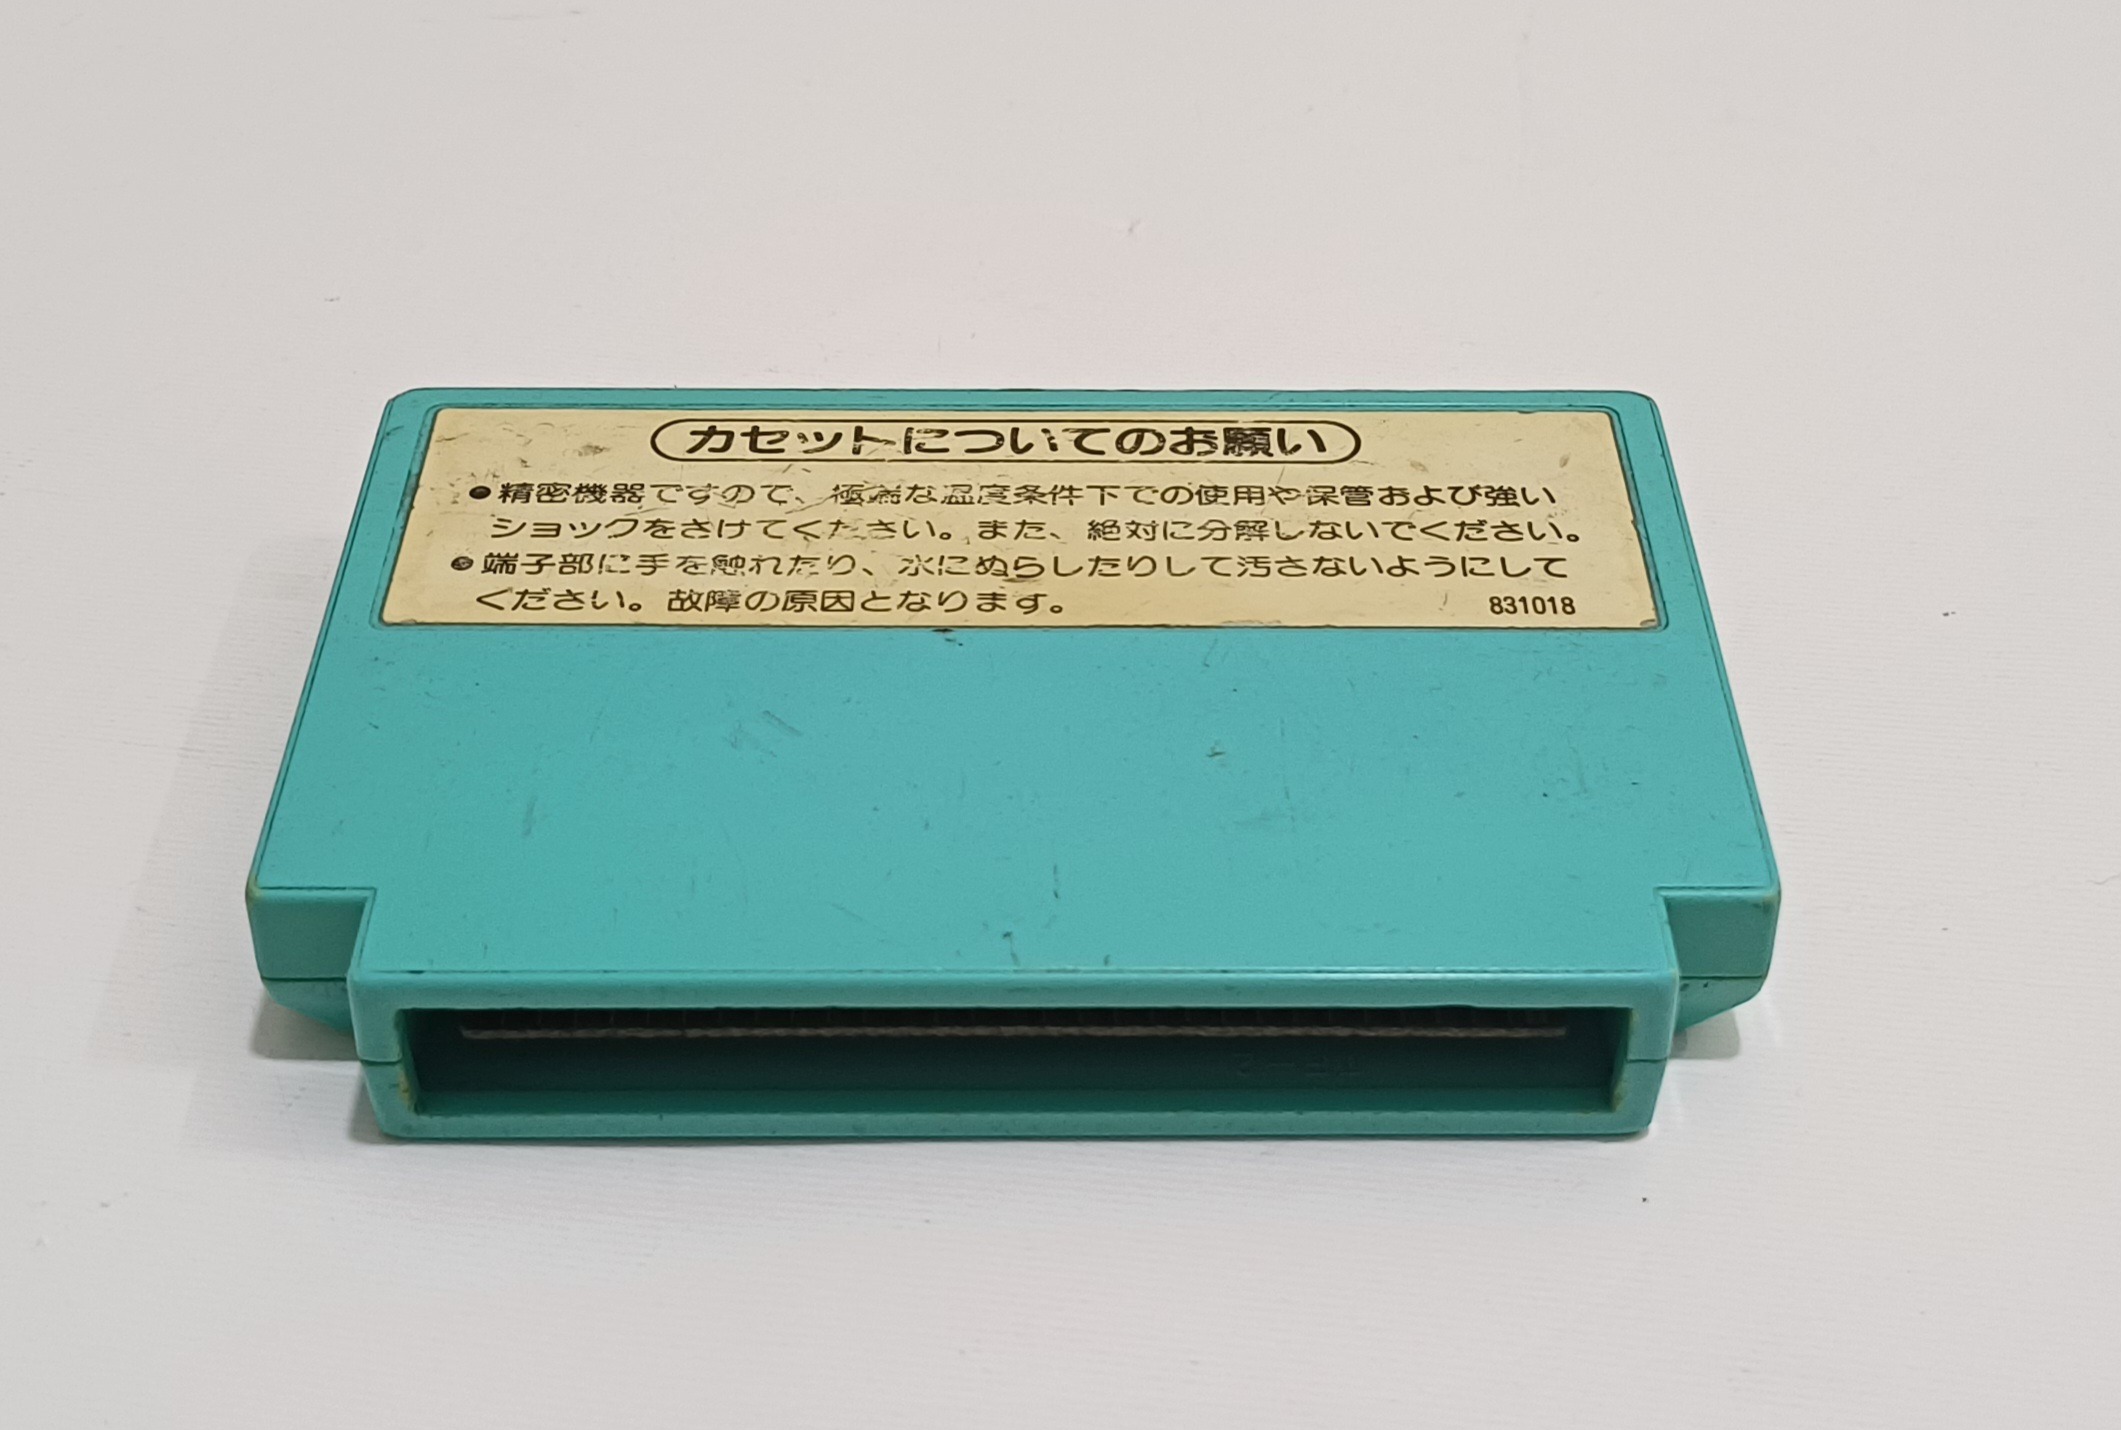 カセットについてのお願い
●精密機器ですので、極端な温度条件下での使用や保管および強い
ショックをさけてください。また、絶対に分解しないでください。
●端子部に手を触れたり、水にぬらしたりして汚さないようにして
ください。故障の原因となります。
831018